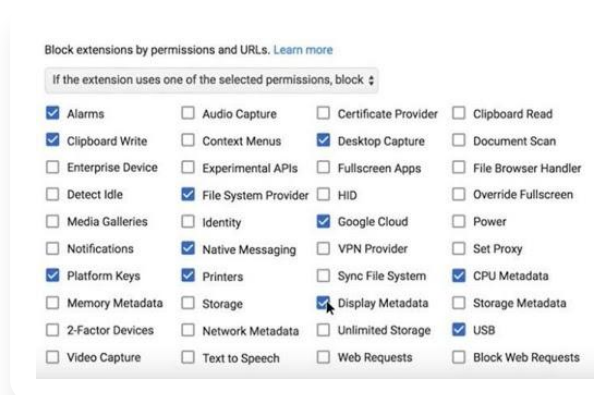 Block extensions by permissions and URLs. Learn more
If the extension uses one of the selected permissions, block
Alarms Audio Capture Certificate Provider Clipboard Read
Clipboard Write Context Menus Desktop Capture Document Scan
Enterprise Device Experimental APIs Fullscreen Apps File Browser Handler
Detect Idle File System Provider HID Override Fullscreen
Media Galleries Identity Google Cloud Power
Notifications Native Messaging VPN Provider Set Proxy
Platform Keys Printers Sync File System CPU Metadata
Memory Metadata Storage Display Metadata Storage Metadata
2-Factor Devices Network Metadata Unlimited Storage USB
Video Capture Text to Speech Web Requests Block Web Requests